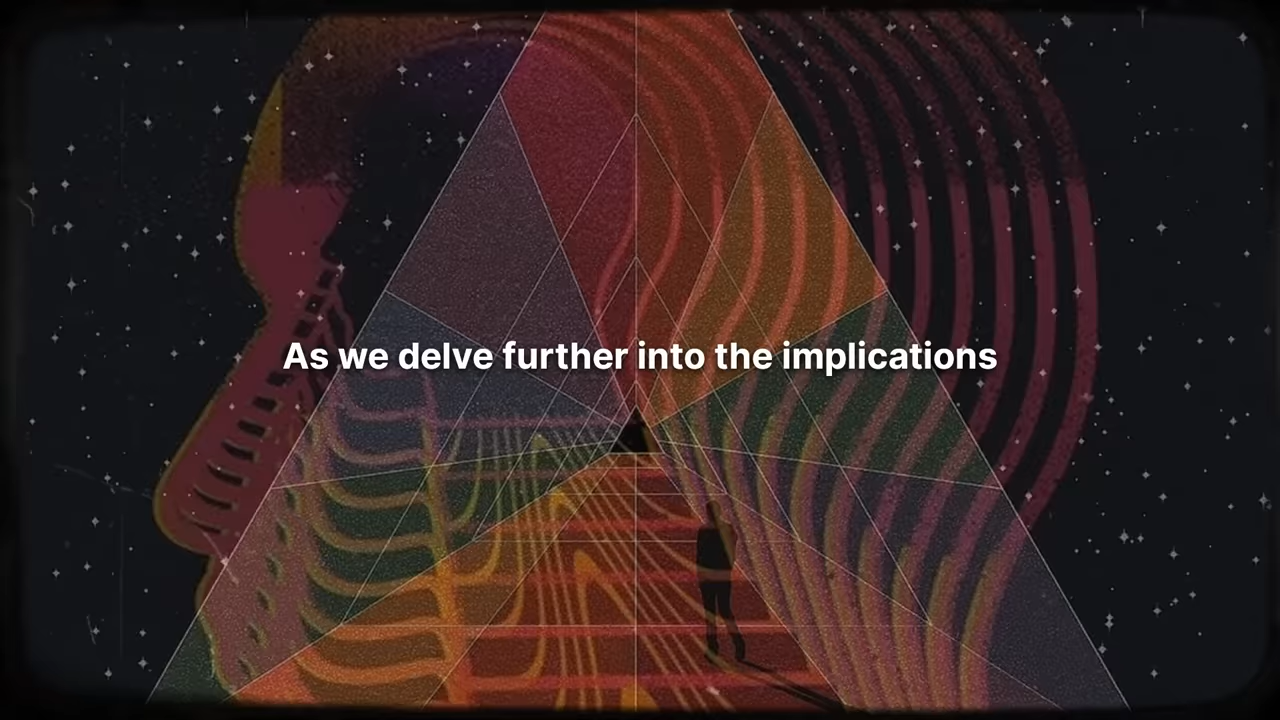 As we delve further into the implications